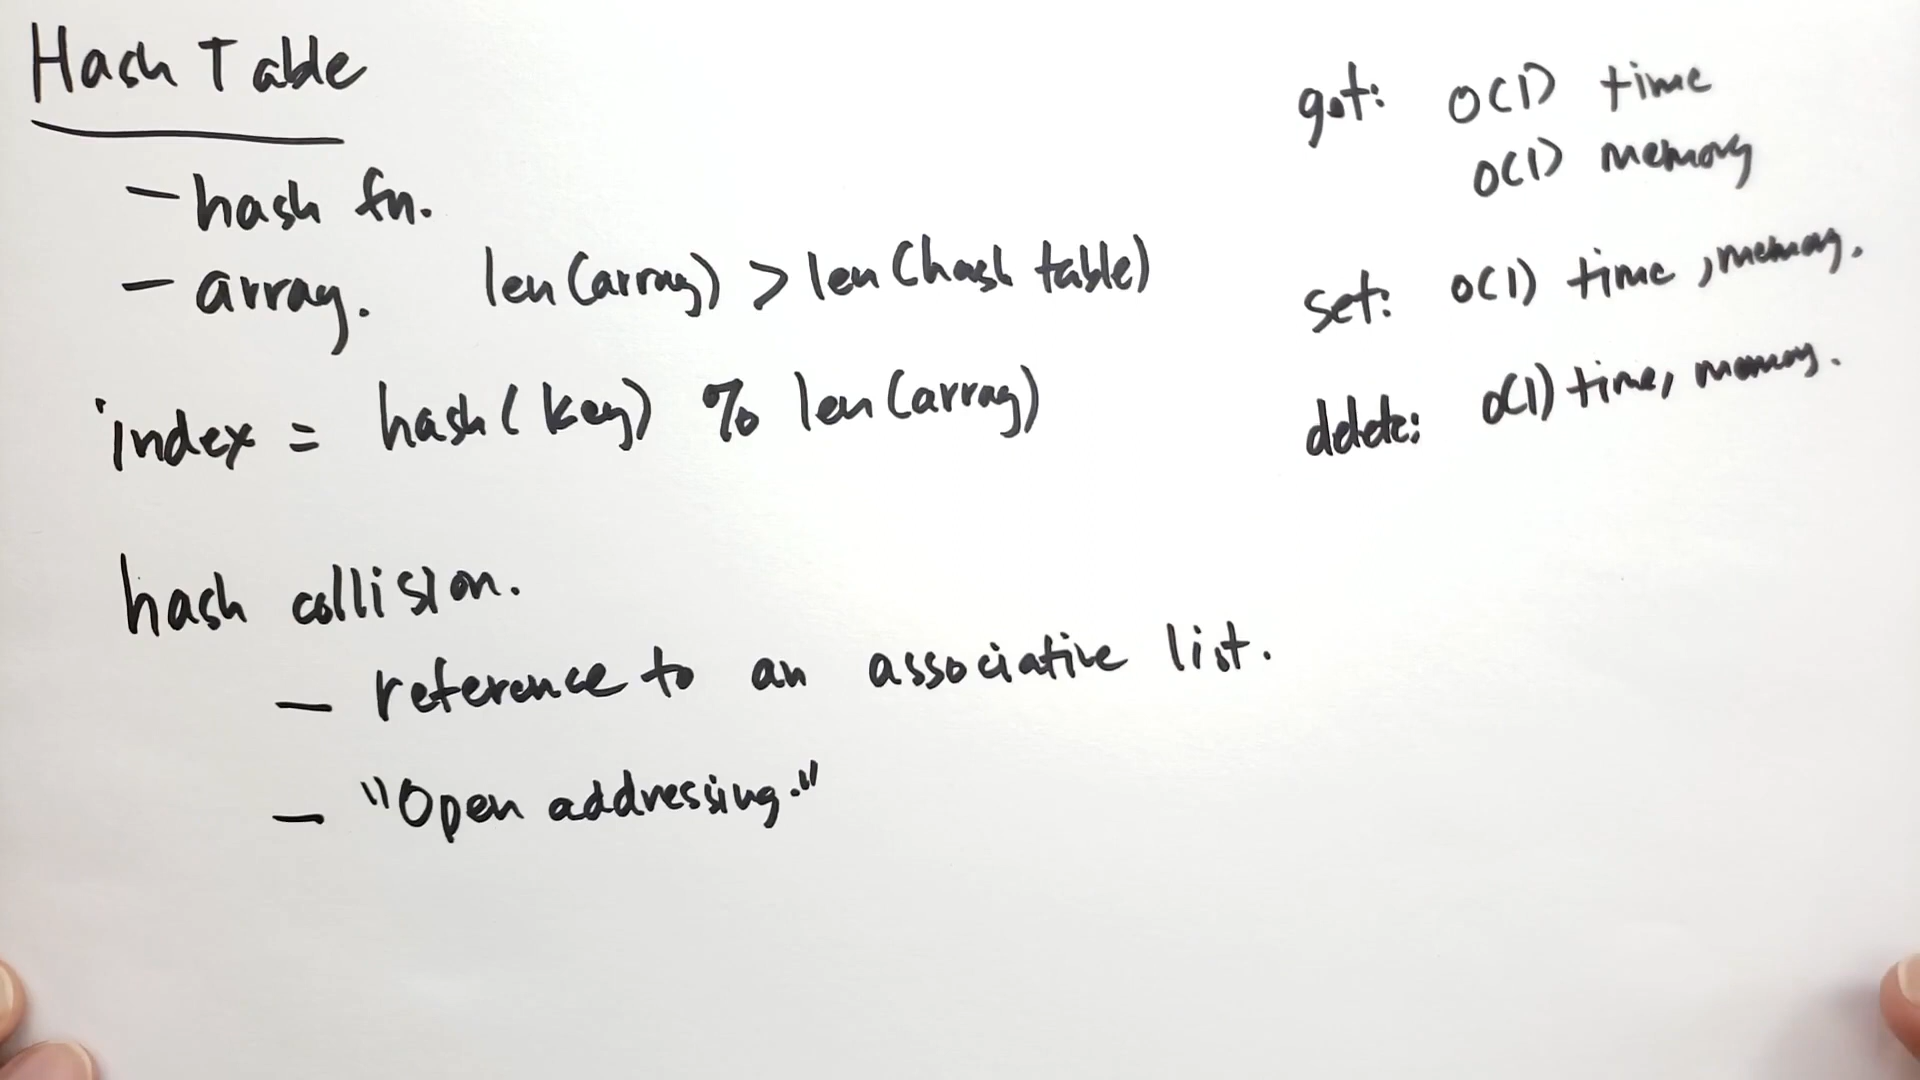 Hash Table
- hash fn.
- array. len(array) > len(hash table)
index = hash(key) % len(array)
hash collision.
- reference to an associative list.
- "Open addressing."
get: O(1) time
O(1) memory
set: O(1) time, memory.
delete: O(1) time, memory.